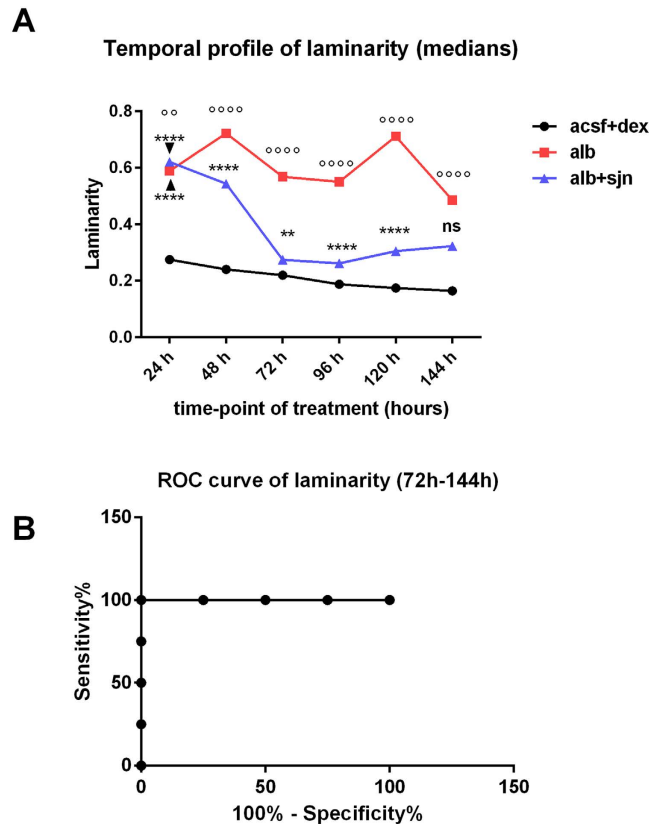 A
Temporal profile of laminarity (medians)
0.8
0.6
0.4
0.2
0.0
Laminarity
°° °°°° °°°° °°°° °°°° °°°°
**** **** ** **** **** ns
****
24 h 48 h 72 h 96 h 120 h 144 h
time-point of treatment (hours)
acsf+dex
alb
alb+sjn
B
ROC curve of laminarity (72h-144h)
150
100
50
0
Sensitivity%
0 50 100 150
100% - Specificity%